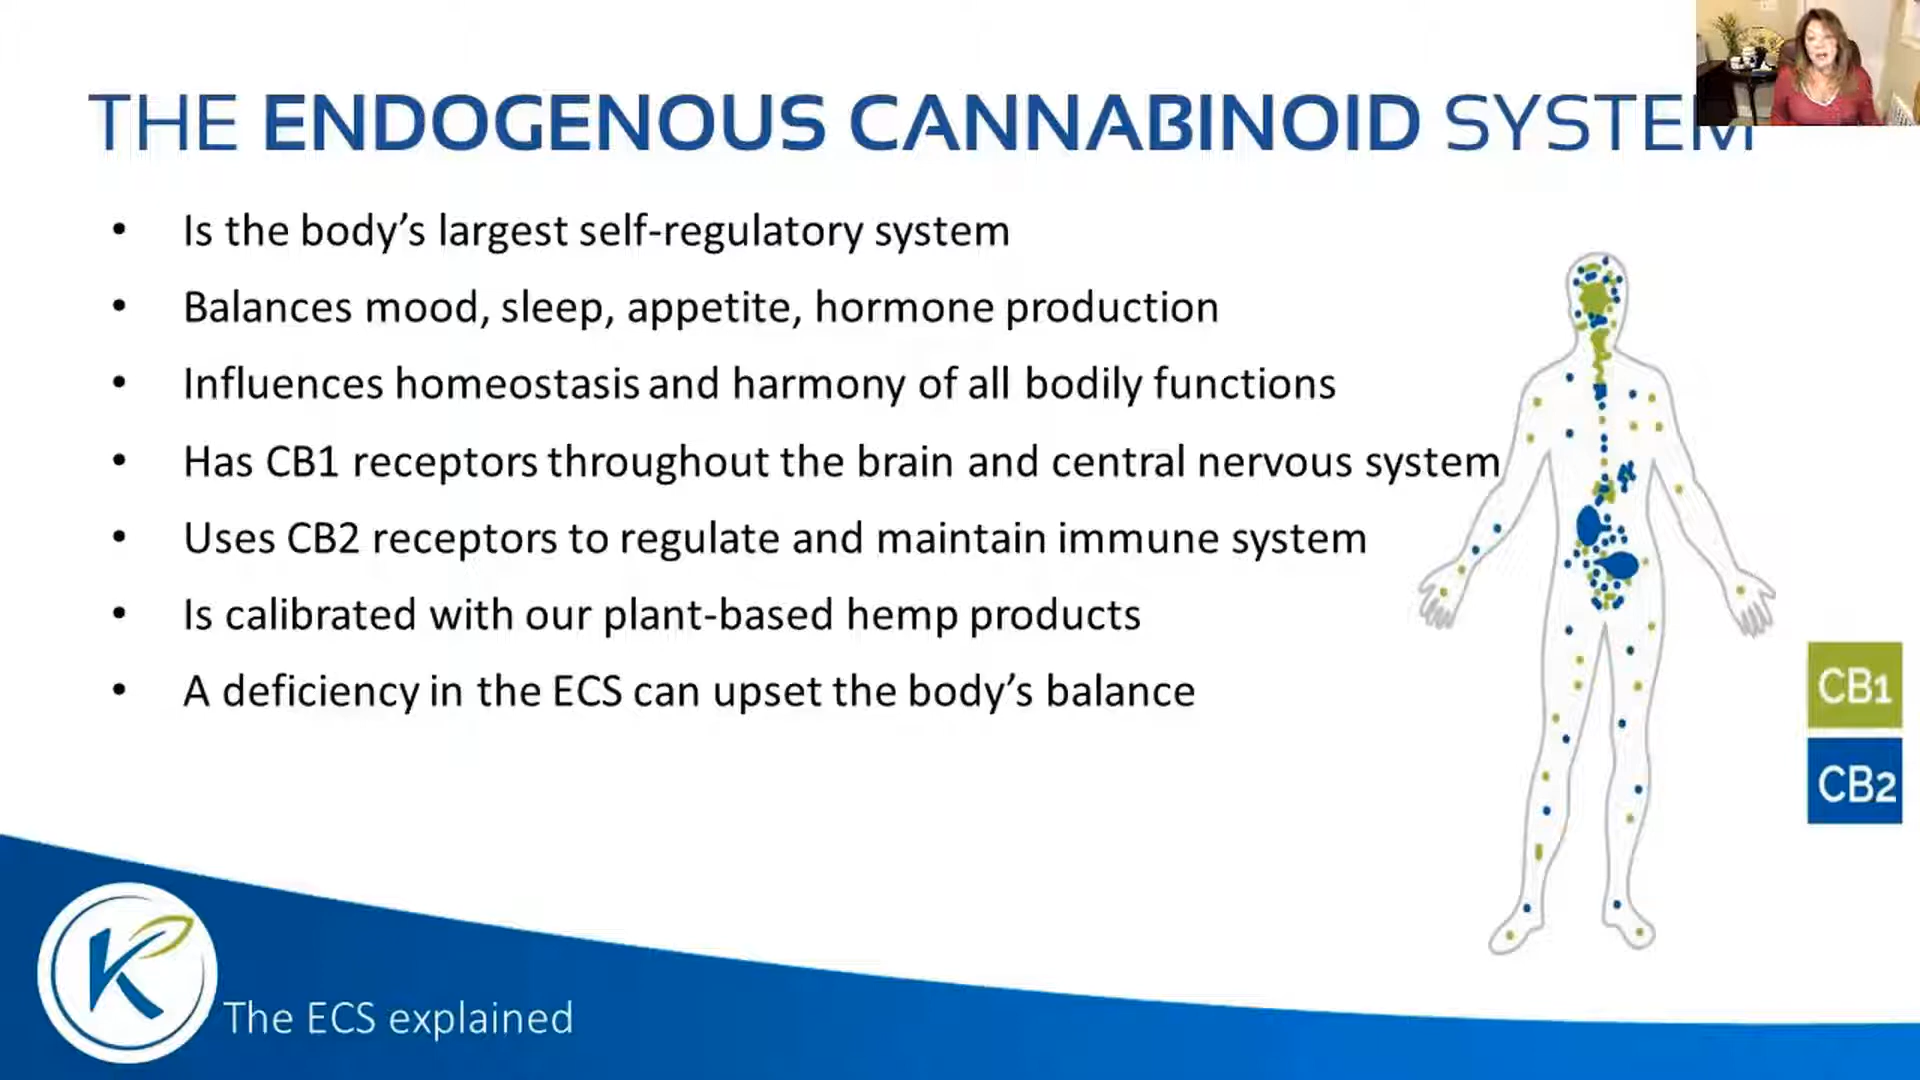 THE ENDOGENOUS CANNABINOID SYSTEM
• Is the body’s largest self-regulatory system
• Balances mood, sleep, appetite, hormone production
• Influences homeostasis and harmony of all bodily functions
• Has CB1 receptors throughout the brain and central nervous system
• Uses CB2 receptors to regulate and maintain immune system
• Is calibrated with our plant-based hemp products
• A deficiency in the ECS can upset the body’s balance
CB1
CB2
K
The ECS explained